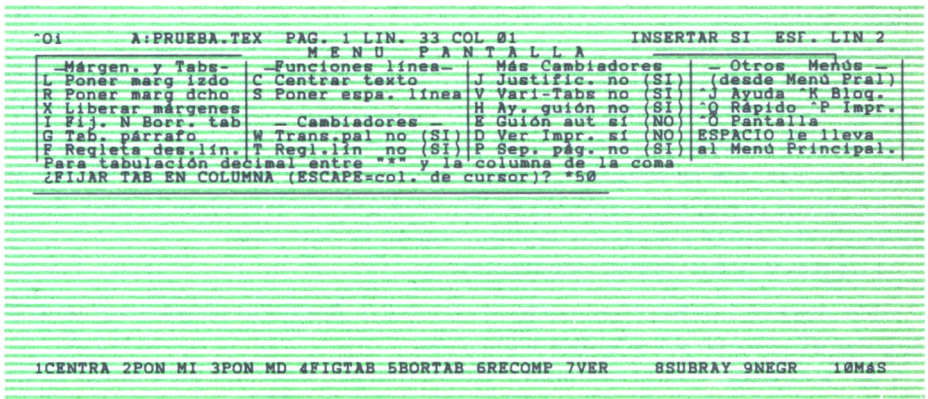 ^Oi A:PRUEBA.TEX PAG. 1 LIN. 33 COL 01 INSERTAR SI ESF. LIN 2
M E N U P A N T A L L A
—Márgen. y Tabs— —Funciones línea— Más Cambiadores — Otros Menús —
L Poner marg izdo C Centrar texto J Justific. no (SI) (desde Menú Pral)
R Poner marg dcho S Poner espa. línea V Vari-Tabs no (SI) ^J Ayuda ^K Bloq.
X Liberar márgenes H Ay. guión no (SI) ^Q Rápido ^P Impr.
I Fij. N Borr. tab — Cambiadores — E Guión aut sí (NO) ^O Pantalla
G Tab. párrafo W Trans.pal no (SI) D Ver Impr. sí (NO) ESPACIO le lleva
F Regleta des.lín. T Regl.lín no (SI) P Sep. pág. no (SI) al Menú Principal.
Para tabulación decimal entre "*" y la columna de la coma
¿FIJAR TAB EN COLUMNA (ESCAPE=col. de cursor)? *50
1CENTRA 2PON MI 3PON MD 4FIGTAB 5BORTAB 6RECOMP 7VER 8SUBRAY 9NEGR 10MáS